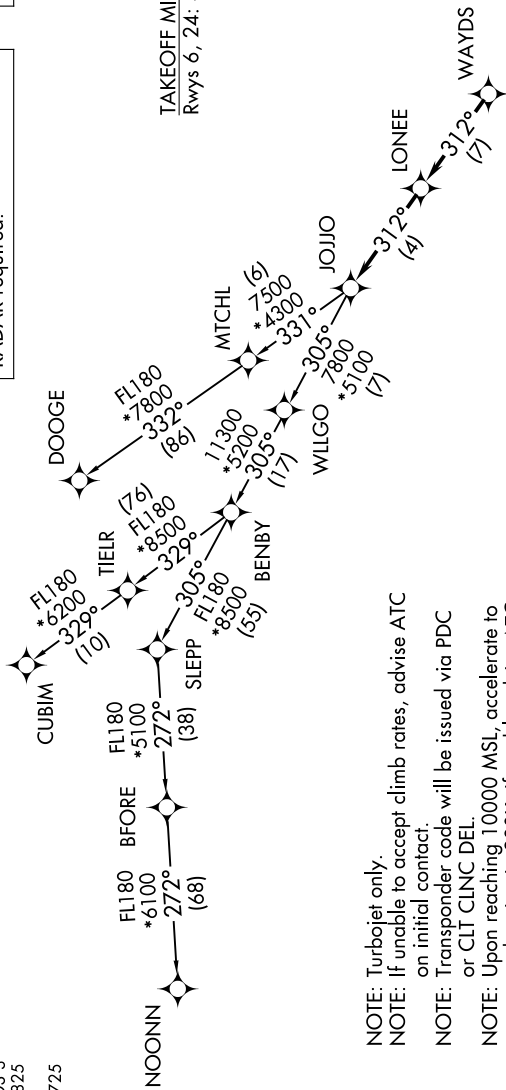 RADAR required.
TAKEOFF MI
Rwys 6, 24:
WAYDS
312°
(7)
LONEE
312°
(4)
JOJJO
(6)
7500
*4300
331°
MTCHL
FL180
*7800
332°
(86)
DOOGE
305°
7800
*5100
(7)
WLLGO
11300
*5200
305°
(17)
BENBY
(76)
FL180
*8500
329°
TIELR
FL180
*6200
329°
(10)
CUBIM
305°
FL180
*8500
(55)
SLEPP
FL180
*5100
272°
(38)
BFORE
FL180
*6100
272°
(68)
NOONN
325
725
NOTE: Turbojet only.
NOTE: If unable to accept climb rates, advise ATC
on initial contact.
NOTE: Transponder code will be issued via PDC
or CLT CLNC DEL.
NOTE: Upon reaching 10000 MSL, accelerate to